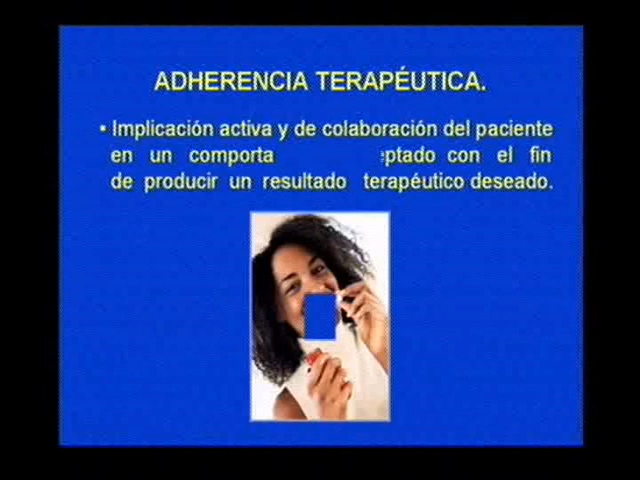 ADHERENCIA TERAPÉUTICA.
• Implicación activa y de colaboración del paciente
en un comporta ptado con el fin
de producir un resultado terapéutico deseado.